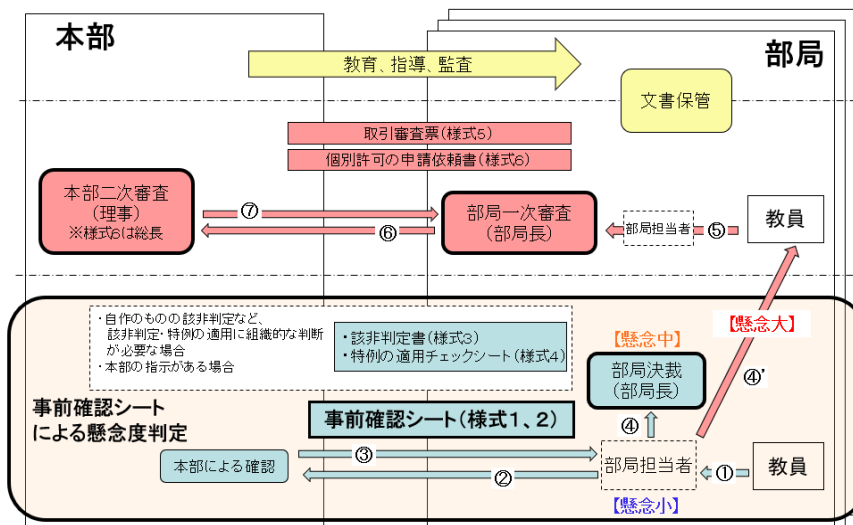 本部
部局
教育、指導、監査
文書保管
取引審査票(様式5)
個別許可の申請依頼書(様式6)
本部二次審査
(理事)
※様式6は総長
⑦
⑥
部局一次審査
(部局長)
部局担当者
⑤
教員
・自作のものの該非判定など、
該非判定・特例の適用に組織的な判断
が必要な場合
・本部の指示がある場合
・該非判定書(様式3)
・特例の適用チェックシート(様式4)
【懸念中】
【懸念大】
部局決裁
(部局長)
④'
事前確認シート
による懸念度判定
事前確認シート(様式1、2)
④
本部による確認
③
②
部局担当者
①
教員
【懸念小】